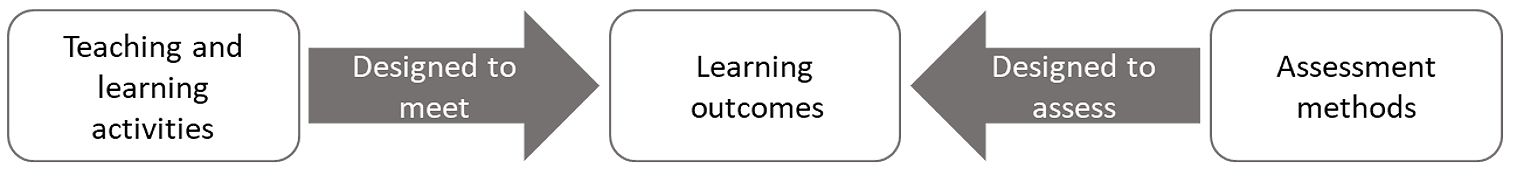 Teaching and
learning
activities
Designed to
meet
Learning
outcomes
Designed to
assess
Assessment
methods